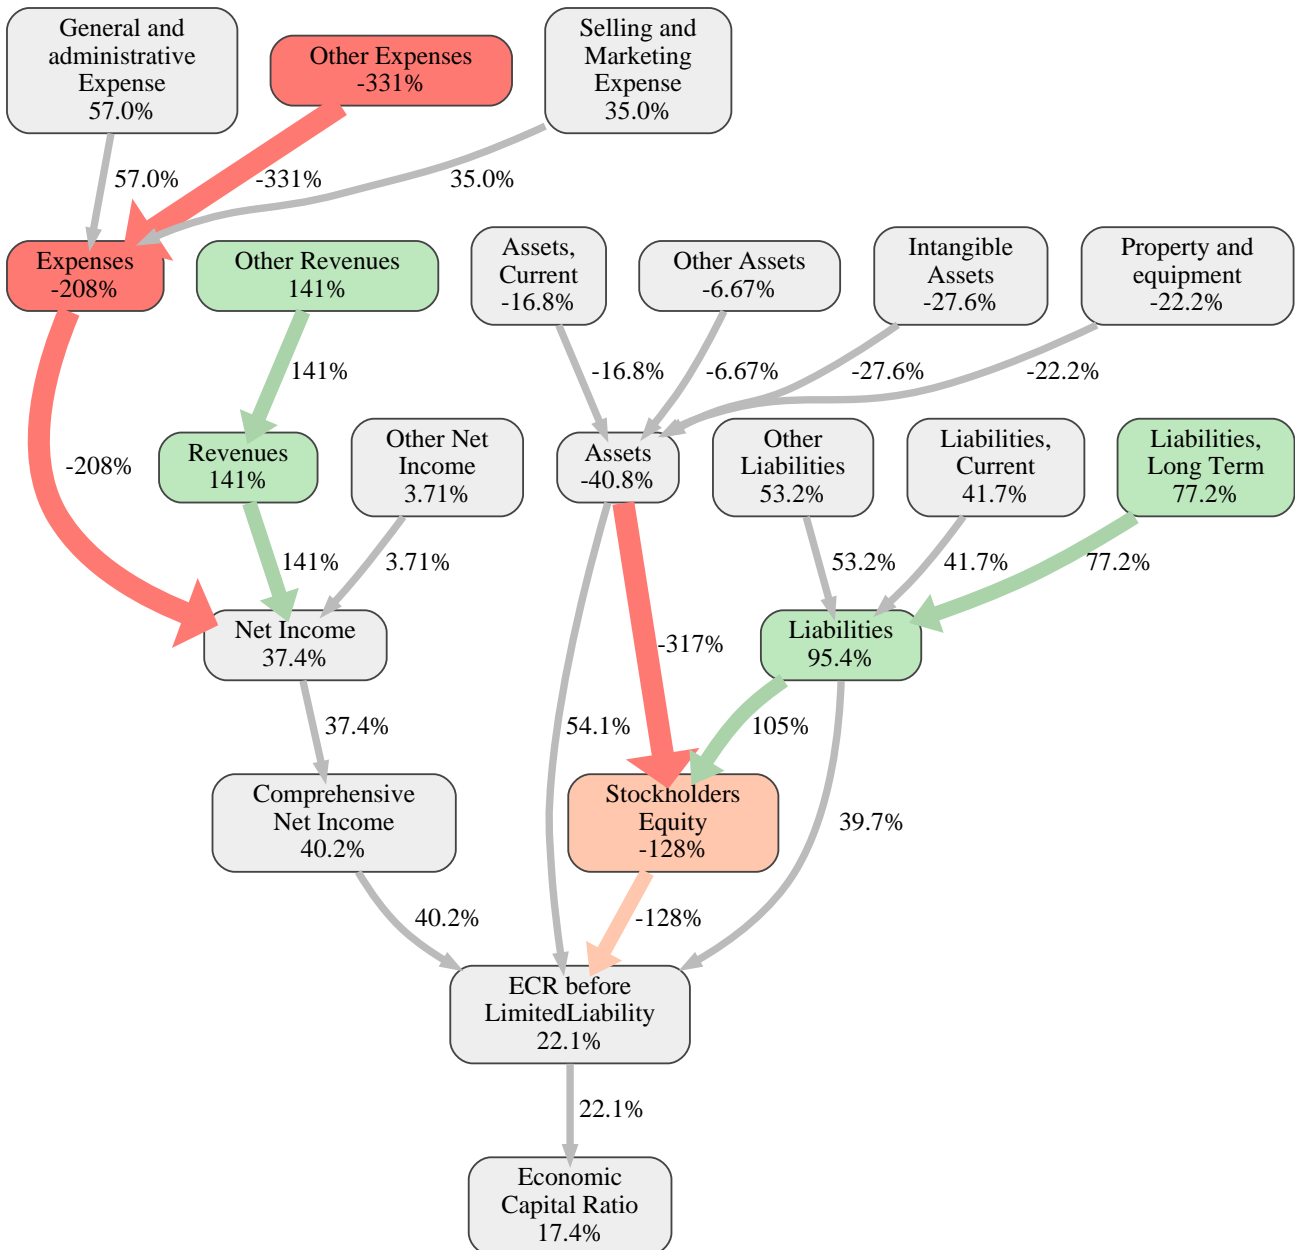 General and
administrative
Expense
57.0%
Other Expenses
-331%
Selling and
Marketing
Expense
35.0%
57.0%
-331%
35.0%
Expenses
-208%
Other Revenues
141%
Assets,
Current
-16.8%
Other Assets
-6.67%
Intangible
Assets
-27.6%
Property and
equipment
-22.2%
141%
-16.8%
-6.67%
-27.6%
-22.2%
-208%
Revenues
141%
Other Net
Income
3.71%
Assets
-40.8%
Other
Liabilities
53.2%
Liabilities,
Current
41.7%
Liabilities,
Long Term
77.2%
141%
3.71%
53.2%
41.7%
77.2%
Net Income
37.4%
-317%
Liabilities
95.4%
37.4%
54.1%
105%
Comprehensive
Net Income
40.2%
Stockholders
Equity
-128%
39.7%
40.2%
-128%
ECR before
LimitedLiability
22.1%
22.1%
Economic
Capital Ratio
17.4%